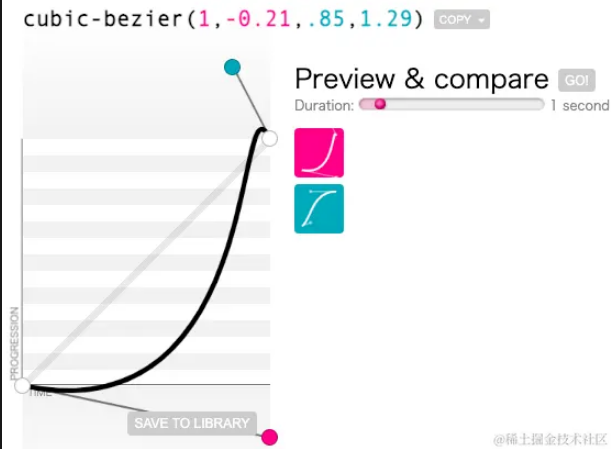 cubic-bezier(1,-0.21,.85,1.29) COPY
Preview & compare GO!
Duration: 1 second
PROGRESSION
TIME
SAVE TO LIBRARY
@稀土掘金技术社区